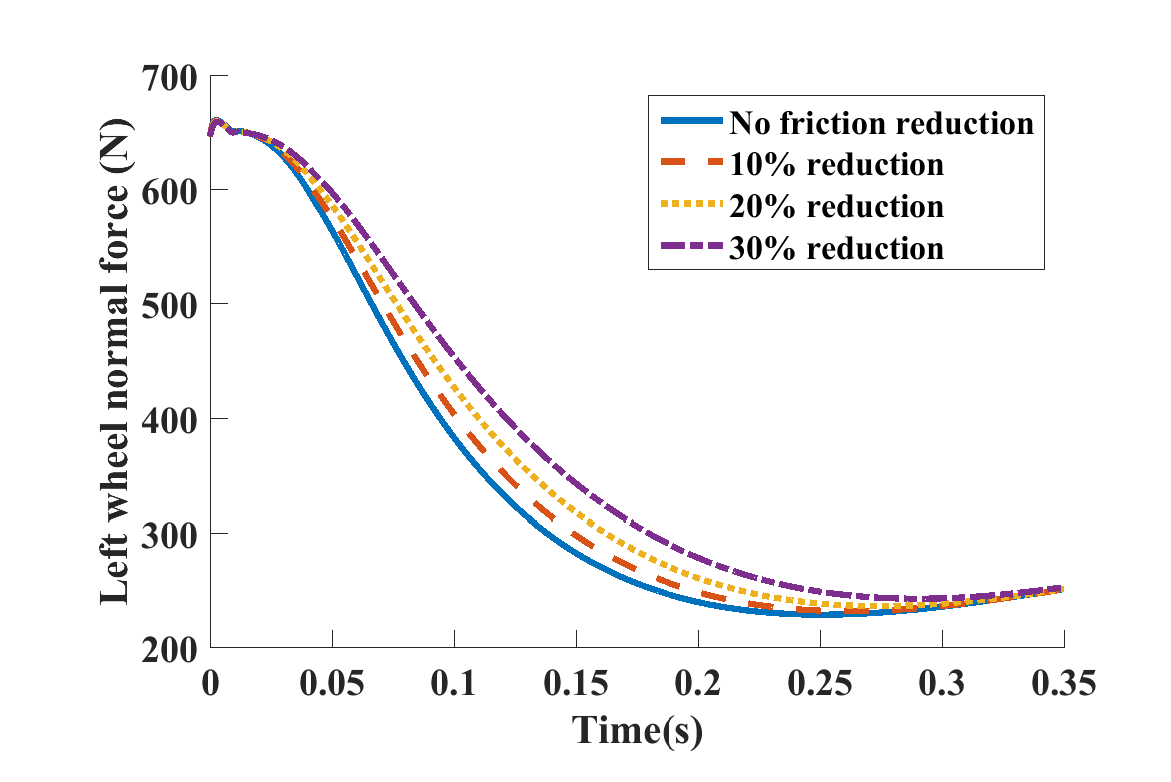 Left wheel normal force (N)
700
600
500
400
300
200
No friction reduction
10% reduction
20% reduction
30% reduction
0 0.05 0.1 0.15 0.2 0.25 0.3 0.35
Time(s)